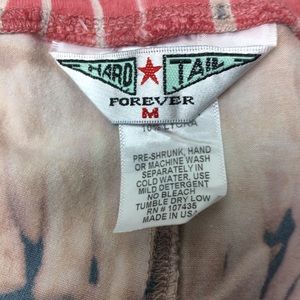 HARD TAIL
FOREVER
M
PRE-SHRUNK, HAND
OR MACHINE WASH
SEPARATELY IN
COLD WATER, USE
MILD DETERGENT
NO BLEACH
TUMBLE DRY LOW
RN # 107435
MADE IN USA